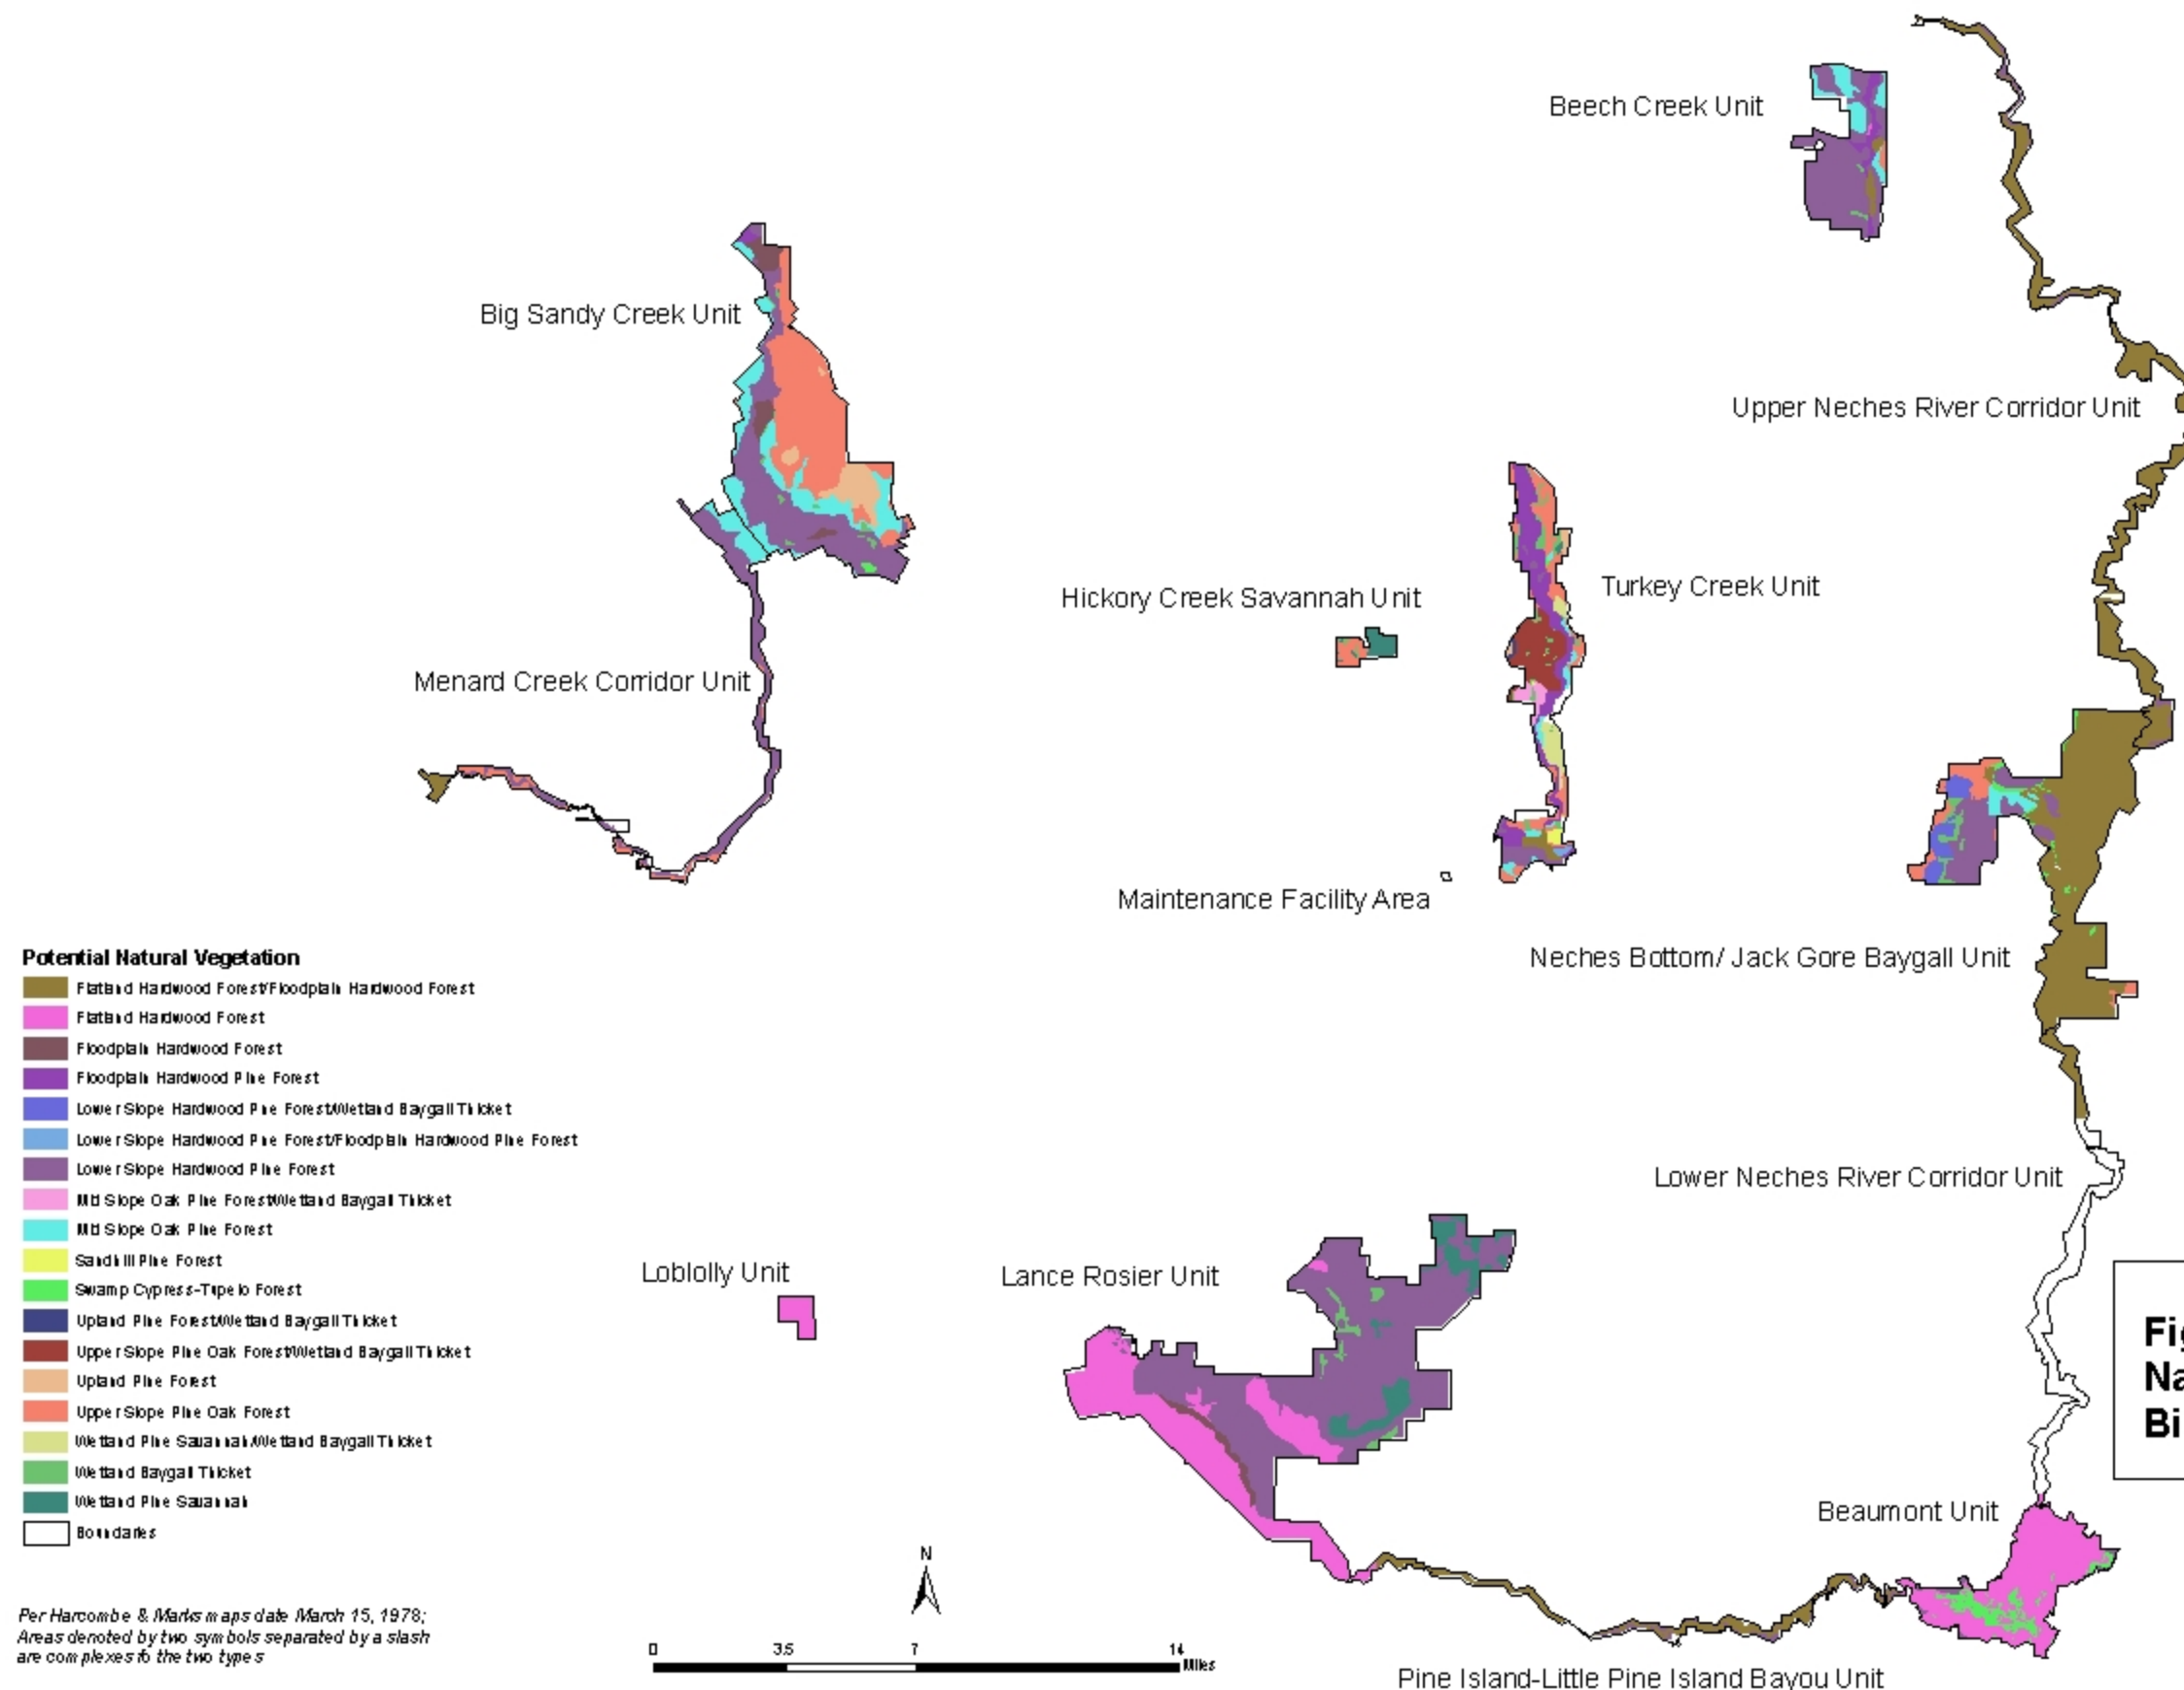 Beech Creek Unit
Big Sandy Creek Unit
Upper Neches River Corridor Unit
Hickory Creek Savannah Unit
Turkey Creek Unit
Menard Creek Corridor Unit
Maintenance Facility Area
Neches Bottom/ Jack Gore Baygall Unit
Potential Natural Vegetation
Flatland Hardwood Forest/Floodplain Hardwood Forest
Flatland Hardwood Forest
Floodplain Hardwood Forest
Floodplain Hardwood Pine Forest
Lower Slope Hardwood Pine Forest/Wetland Baygall Thicket
Lower Slope Hardwood Pine Forest/Floodplain Hardwood Pine Forest
Lower Slope Hardwood Pine Forest
Mid Slope Oak Pine Forest/Wetland Baygall Thicket
Mid Slope Oak Pine Forest
Sandhill Pine Forest
Swamp Cypress-Tupelo Forest
Upland Pine Forest/Wetland Baygall Thicket
Upper Slope Pine Oak Forest/Wetland Baygall Thicket
Upland Pine Forest
Upper Slope Pine Oak Forest
Wetland Pine Savannah/Wetland Baygall Thicket
Wetland Baygall Thicket
Wetland Pine Savannah
Boundaries
Lower Neches River Corridor Unit
Loblolly Unit
Lance Rosier Unit
Fig
Na
Bi
Beaumont Unit
N
Per Harcombe & Marks maps date March 15, 1978;
Areas denoted by two symbols separated by a slash
are complexes fo the two types
0 3.5 7 14
Miles
Pine Island-Little Pine Island Bayou Unit